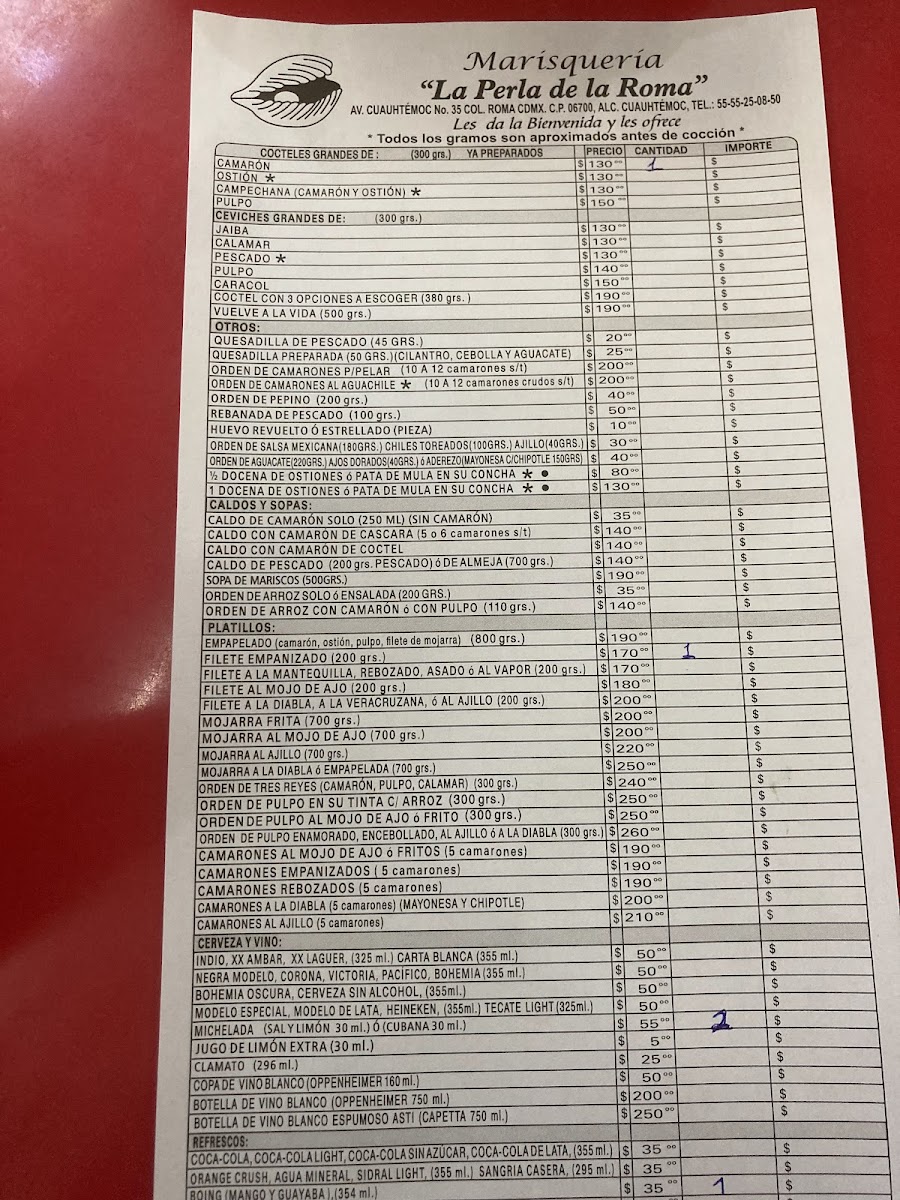 Marisquería
"La Perla de la Roma"
AV. CUAUHTÉMOC No. 35 COL. ROMA CDMX. C.P. 06700, ALC. CUAUHTÉMOC, TEL.: 55-55-25-08-50
Les da la Bienvenida y les ofrece
* Todos los gramos son aproximados antes de cocción *
COCTELES GRANDES DE : (300 grs.) YA PREPARADOS PRECIO CANTIDAD IMPORTE
CAMARÓN $ 130°° 1 $
OSTIÓN * $ 130°° $
CAMPECHANA (CAMARÓN Y OSTIÓN) * $ 130°° $
PULPO $ 150°° $
CEVICHES GRANDES DE: (300 grs.)
JAIBA $ 130°° $
CALAMAR $ 130°° $
PESCADO * $ 130°° $
PULPO $ 140°° $
CARACOL $ 150°° $
COCTEL CON 3 OPCIONES A ESCOGER (380 grs.) $ 190°° $
VUELVE A LA VIDA (500 grs.) $ 190°° $
OTROS:
QUESADILLA DE PESCADO (45 GRS.) $ 20°° $
QUESADILLA PREPARADA (50 GRS.)(CILANTRO, CEBOLLA Y AGUACATE) $ 25°° $
ORDEN DE CAMARONES P/PELAR (10 A 12 camarones s/t) $ 200°° $
ORDEN DE CAMARONES AL AGUACHILE * (10 A 12 camarones crudos s/t) $ 200°° $
ORDEN DE PEPINO (200 grs.) $ 40°° $
REBANADA DE PESCADO (100 grs.) $ 50°° $
HUEVO REVUELTO Ó ESTRELLADO (PIEZA) $ 10°° $
ORDEN DE SALSA MEXICANA(180GRS.) CHILES TOREADOS(100GRS.) AJILLO(40GRS.) $ 30°° $
ORDEN DE AGUACATE(220GRS.) AJOS DORADOS(40GRS.) ó ADEREZO(MAYONESA C/CHIPOTLE 150GRS) $ 40°° $
½ DOCENA DE OSTIONES ó PATA DE MULA EN SU CONCHA * • $ 80°° $
1 DOCENA DE OSTIONES ó PATA DE MULA EN SU CONCHA * • $ 130°° $
CALDOS Y SOPAS:
CALDO DE CAMARÓN SOLO (250 ML) (SIN CAMARÓN) $ 35°° $
CALDO CON CAMARÓN DE CASCARA (5 o 6 camarones s/t) $ 140°° $
CALDO CON CAMARÓN DE COCTEL $ 140°° $
CALDO DE PESCADO (200 grs. PESCADO) ó DE ALMEJA (700 grs.) $ 140°° $
SOPA DE MARISCOS (500GRS.) $ 190°° $
ORDEN DE ARROZ SOLO ó ENSALADA (200 GRS.) $ 35°° $
ORDEN DE ARROZ CON CAMARÓN ó CON PULPO (110 grs.) $ 140°° $
PLATILLOS:
EMPAPELADO (camarón, ostión, pulpo, filete de mojarra) (800 grs.) $ 190°° $
FILETE EMPANIZADO (200 grs.) $ 170°° 1 $
FILETE A LA MANTEQUILLA, REBOZADO, ASADO ó AL VAPOR (200 grs.) $ 170°° $
FILETE AL MOJO DE AJO (200 grs.) $ 180°° $
FILETE A LA DIABLA, A LA VERACRUZANA, ó AL AJILLO (200 grs.) $ 200°° $
MOJARRA FRITA (700 grs.) $ 200°° $
MOJARRA AL MOJO DE AJO (700 grs.) $ 200°° $
MOJARRA AL AJILLO (700 grs.) $ 220°° $
MOJARRA A LA DIABLA ó EMPAPELADA (700 grs.) $ 250°° $
ORDEN DE TRES REYES (CAMARÓN, PULPO, CALAMAR) (300 grs.) $ 240°° $
ORDEN DE PULPO EN SU TINTA C/ ARROZ (300 grs.) $ 250°° $
ORDEN DE PULPO AL MOJO DE AJO ó FRITO (300 grs.) $ 250°° $
ORDEN DE PULPO ENAMORADO, ENCEBOLLADO, AL AJILLO ó A LA DIABLA (300 grs.) $ 260°° $
CAMARONES AL MOJO DE AJO ó FRITOS (5 camarones) $ 190°° $
CAMARONES EMPANIZADOS ( 5 camarones) $ 190°° $
CAMARONES REBOZADOS (5 camarones) $ 190°° $
CAMARONES A LA DIABLA (5 camarones) (MAYONESA Y CHIPOTLE) $ 200°° $
CAMARONES AL AJILLO (5 camarones) $ 210°° $
CERVEZA Y VINO:
INDIO, XX AMBAR, XX LAGUER, (325 ml.) CARTA BLANCA (355 ml.) $ 50°° $
NEGRA MODELO, CORONA, VICTORIA, PACIFICO, BOHEMIA (355 ml.) $ 50°° $
BOHEMIA OSCURA, CERVEZA SIN ALCOHOL, (355ml.) $ 50°° $
MODELO ESPECIAL, MODELO DE LATA, HEINEKEN, (355ml.) TECATE LIGHT (325ml.) $ 50°° $
MICHELADA (SAL Y LIMÓN 30 ml.) Ó (CUBANA 30 ml.) $ 55°° 2 $
JUGO DE LIMÓN EXTRA (30 ml.) $ 5°° $
CLAMATO (296 ml.) $ 25°° $
COPA DE VINO BLANCO (OPPENHEIMER 160 ml.) $ 50°° $
BOTELLA DE VINO BLANCO (OPPENHEIMER 750 ml.) $ 200°° $
BOTELLA DE VINO BLANCO ESPUMOSO ASTI (CAPETTA 750 ml.) $ 250°° $
REFRESCOS:
COCA-COLA, COCA-COLA LIGHT, COCA-COLA SIN AZÚCAR, COCA-COLA DE LATA, (355 ml.) $ 35°° $
ORANGE CRUSH, AGUA MINERAL, SIDRAL LIGHT, (355 ml.) SANGRIA CASERA, (295 ml.) $ 35°° $
BOING (MANGO Y GUAYABA ),(354 ml.) $ 35°° 1 $